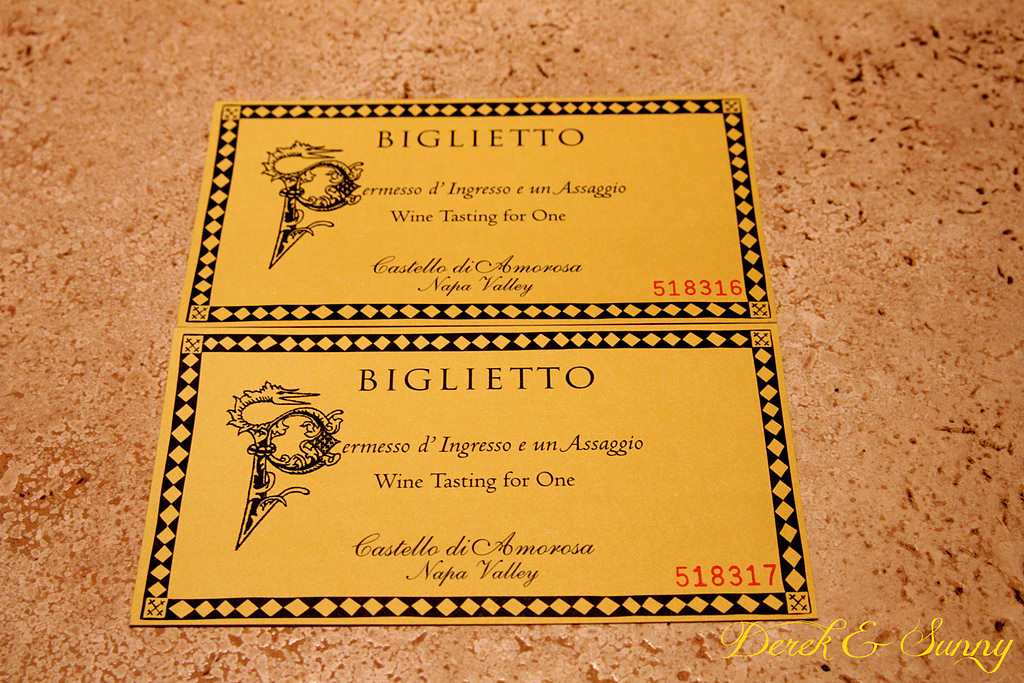 BIGLIETTO
Permesso d' Ingresso e un Assaggio
Wine Tasting for One
Castello di Amorosa
Napa Valley
518316
BIGLIETTO
Permesso d' Ingresso e un Assaggio
Wine Tasting for One
Castello di Amorosa
Napa Valley
518317
Derek & Sunny